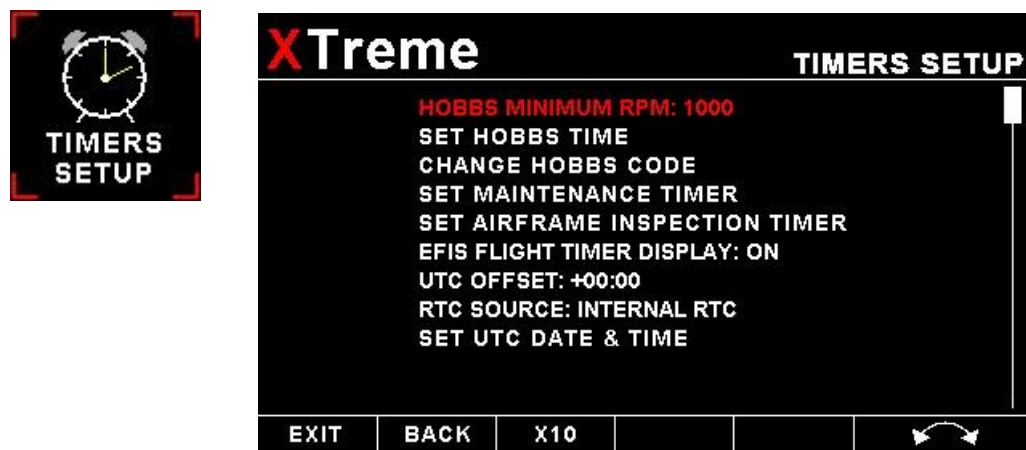 TIMERS
SETUP
XTreme
TIMERS SETUP
HOBBS MINIMUM RPM: 1000
SET HOBBS TIME
CHANGE HOBBS CODE
SET MAINTENANCE TIMER
SET AIRFRAME INSPECTION TIMER
EFIS FLIGHT TIMER DISPLAY: ON
UTC OFFSET: +00:00
RTC SOURCE: INTERNAL RTC
SET UTC DATE & TIME
EXIT BACK X10